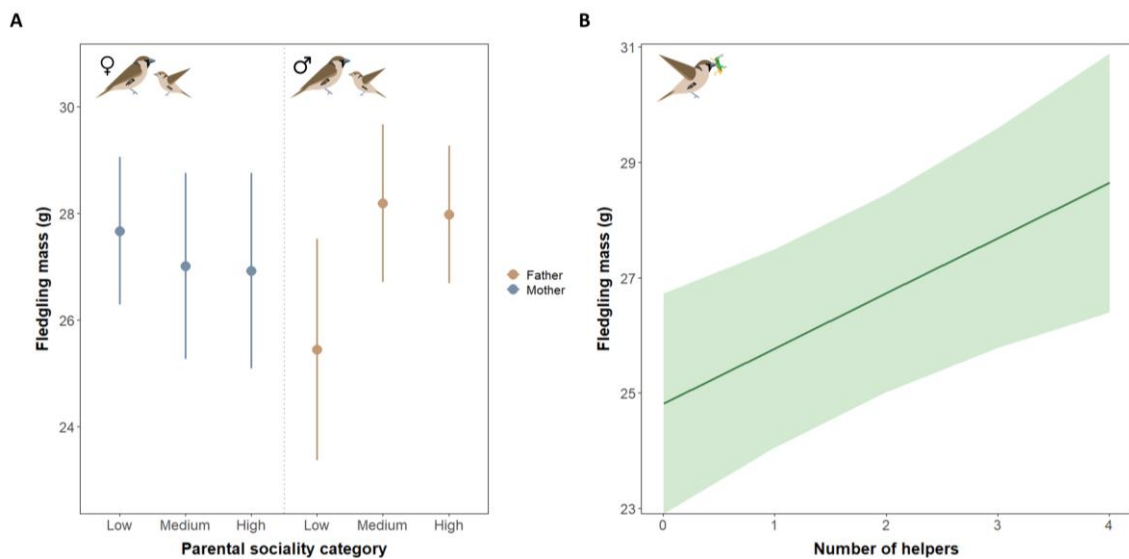 A
♀
♂
30
28
26
24
Fledgling mass (g)
Low Medium High Low Medium High
Parental sociality category
Father
Mother
B
31
29
27
25
23
Fledgling mass (g)
0 1 2 3 4
Number of helpers